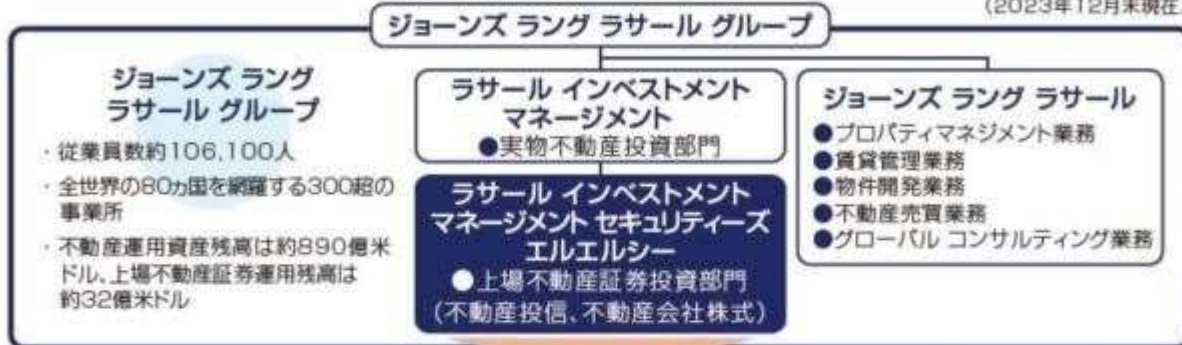 (2023年12月末現在)
ジョーンズ ラング ラサール グループ
ジョーンズ ラング
ラサール グループ
・従業員数約106,100人
・全世界の80ヵ国を網羅する300超の
事業所
・不動産運用資産残高は約890億米
ドル、上場不動産証券運用残高は
約32億米ドル
ラサール インベストメント
マネージメント
●実物不動産投資部門
ラサール インベストメント
マネージメント セキュリティーズ
エルエルシー
●上場不動産証券投資部門
(不動産投信、不動産会社株式)
ジョーンズ ラング ラサール
●プロパティマネジメント業務
●賃貸管理業務
●物件開発業務
●不動産売買業務
●グローバル コンサルティング業務